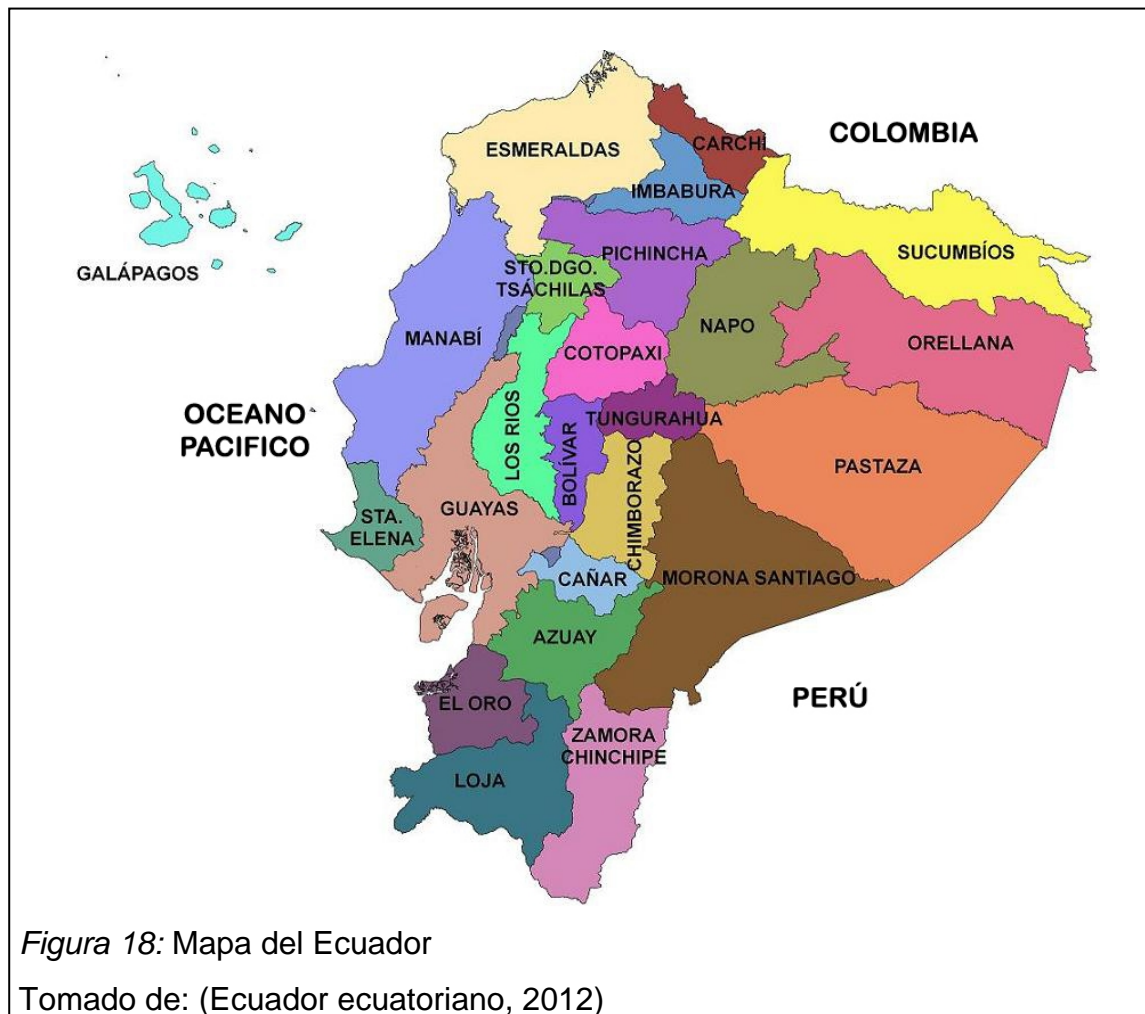 COLOMBIA
CARCHI
ESMERALDAS
IMBABURA
SUCUMBÍOS
PICHINCHA
GALÁPAGOS
STO.DGO.
TSÁCHILAS
NAPO
MANABÍ
COTOPAXI
ORELLANA
OCEANO
PACIFICO
TUNGURAHUA
LOS RIOS
BOLÍVAR
PASTAZA
CHIMBORAZO
GUAYAS
STA.
ELENA
CAÑAR
MORONA SANTIAGO
AZUAY
PERÚ
EL ORO
ZAMORA
CHINCHIPE
LOJA
Figura 18: Mapa del Ecuador
Tomado de: (Ecuador ecuatoriano, 2012)